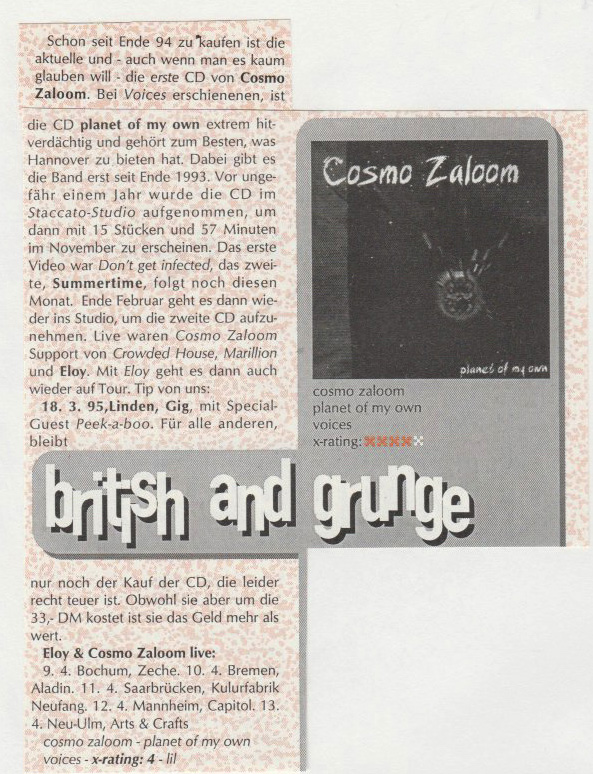 Schon seit Ende 94 zu kaufen ist die
aktuelle und - auch wenn man es kaum
glauben will - die erste CD von Cosmo
Zaloom. Bei Voices erschienenen, ist
die CD planet of my own extrem hit-
verdächtig und gehört zum Besten, was
Hannover zu bieten hat. Dabei gibt es
die Band erst seit Ende 1993. Vor unge-
fähr einem Jahr wurde die CD im
Staccato-Studio aufgenommen, um
dann mit 15 Stücken und 57 Minuten
im November zu erscheinen. Das erste
Video war Don't get infected, das zwei-
te, Summertime, folgt noch diesen
Monat. Ende Februar geht es dann wie-
der ins Studio, um die zweite CD aufzu-
nehmen. Live waren Cosmo Zaloom
Support von Crowded House, Marillion
und Eloy. Mit Eloy geht es dann auch
wieder auf Tour. Tip von uns:
18. 3. 95,Linden, Gig, mit Special-
Guest Peek-a-boo. Für alle anderen,
bleibt
Cosmo Zaloom
planet of my own
cosmo zaloom
planet of my own
voices
x-rating: xxxxx
british and grunge
nur noch der Kauf der CD, die leider
recht teuer ist. Obwohl sie aber um die
33,- DM kostet ist sie das Geld mehr als
wert.
Eloy & Cosmo Zaloom live:
9. 4. Bochum, Zeche. 10. 4. Bremen,
Aladin. 11. 4. Saarbrücken, Kulurfabrik
Neufang. 12. 4. Mannheim, Capitol. 13.
4. Neu-Ulm, Arts & Crafts
cosmo zaloom - planet of my own
voices - x-rating: 4 - lil